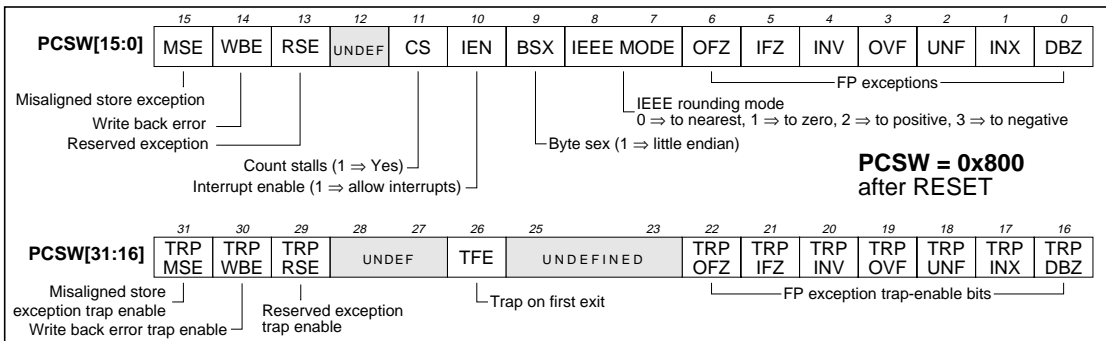 15 14 13 12 11 10 9 8 7 6 5 4 3 2 1 0
PCSW[15:0] MSE WBE RSE UNDEF CS IEN BSX IEEE MODE OFZ IFZ INV OVF UNF INX DBZ
Misaligned store exception
Write back error
Reserved exception
Count stalls (1 ⇒ Yes)
Interrupt enable (1 ⇒ allow interrupts)
Byte sex (1 ⇒ little endian)
IEEE rounding mode
0 ⇒ to nearest, 1 ⇒ to zero, 2 ⇒ to positive, 3 ⇒ to negative
FP exceptions
PCSW = 0x800
after RESET
31 30 29 28 27 26 25 23 22 21 20 19 18 17 16
PCSW[31:16] TRP MSE TRP WBE TRP RSE UNDEF TFE UNDEFINED TRP OFZ TRP IFZ TRP INV TRP OVF TRP UNF TRP INX TRP DBZ
Misaligned store
exception trap enable
Write back error trap enable
Reserved exception
trap enable
Trap on first exit
FP exception trap-enable bits